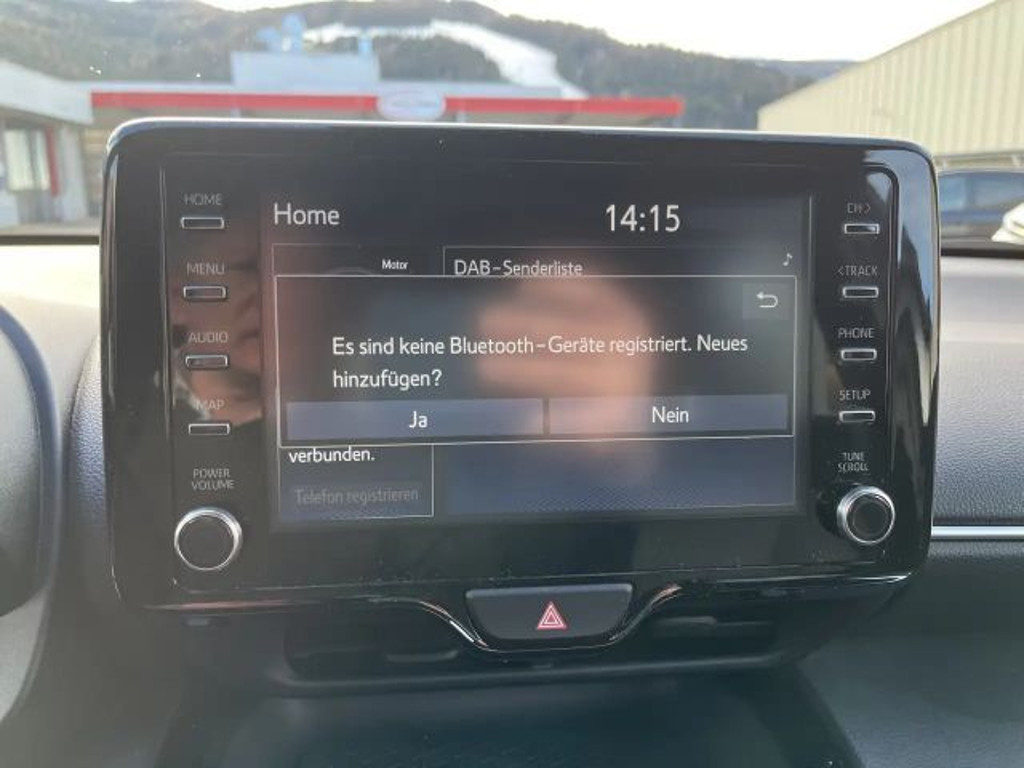 HOME
Home
14:15
CH >
MENU
Motor
DAB-Senderliste
< TRACK
Es sind keine Bluetooth-Geräte registriert. Neues
hinzufügen?
AUDIO
PHONE
MAP
Ja
Nein
SETUP
verbunden.
Telefon registrieren
POWER
VOLUME
TUNE
SCROLL